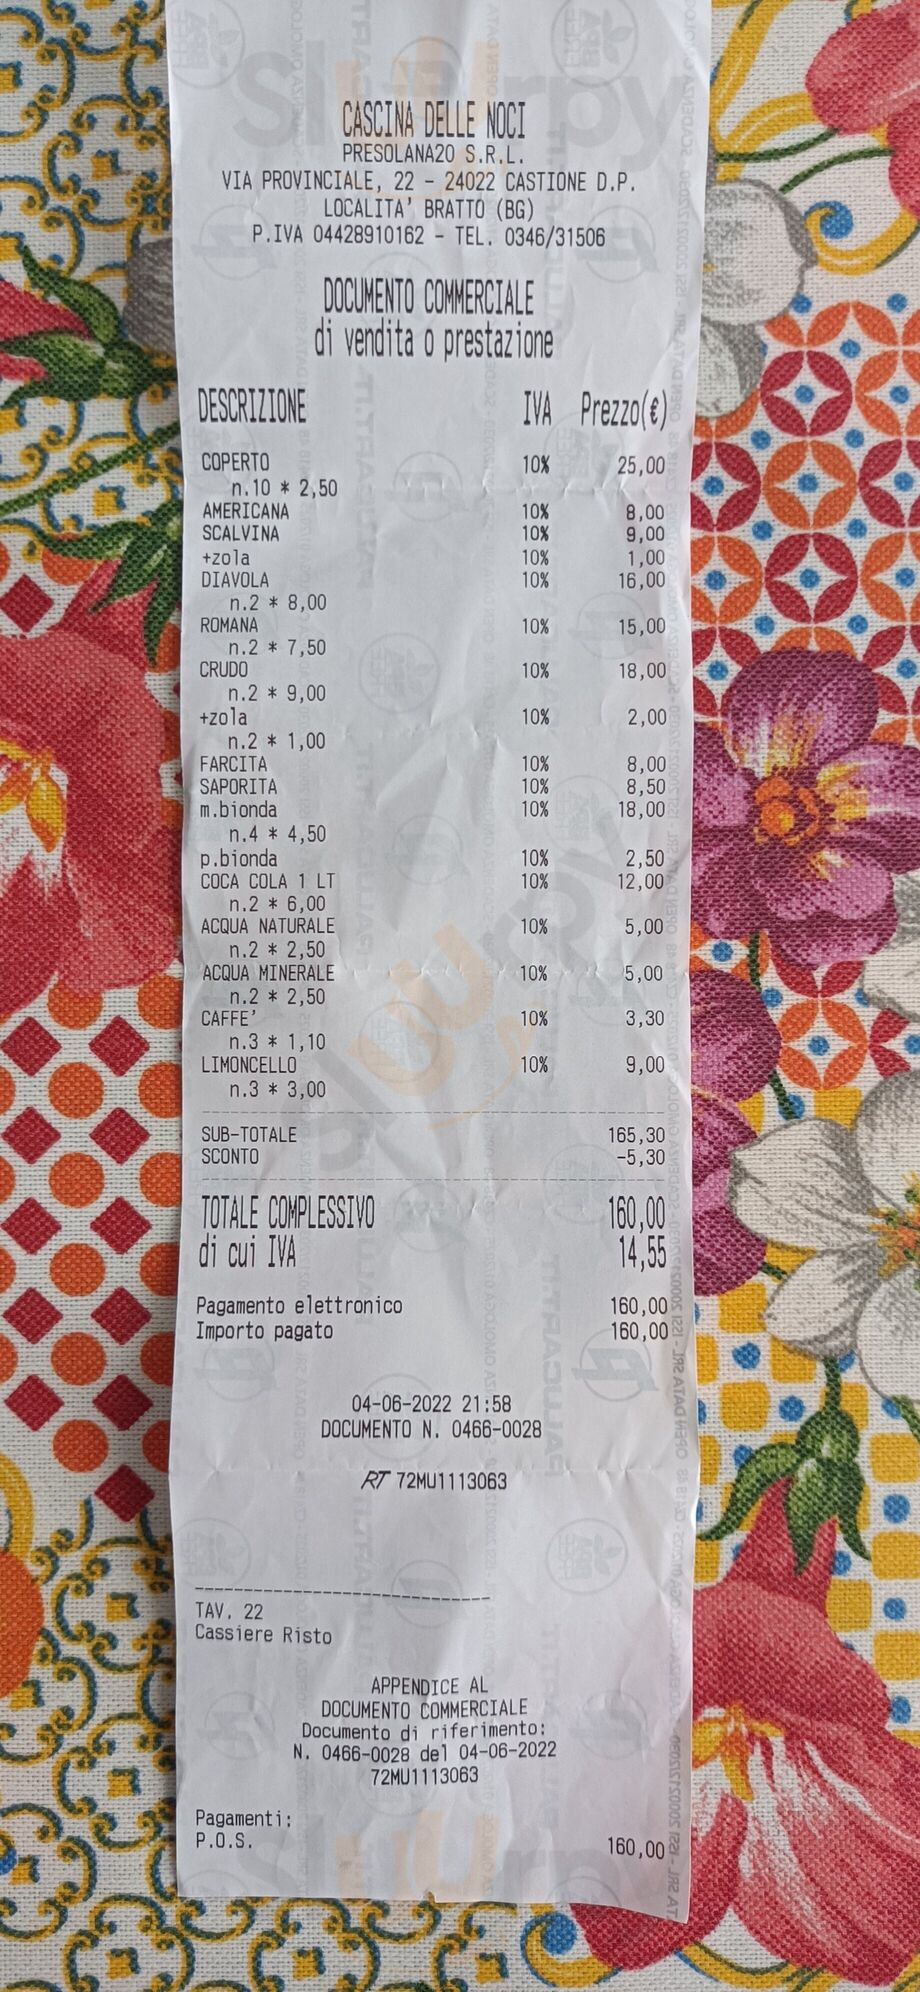 CASCINA DELLE NOCI
PRESOLANA20 S.R.L.
VIA PROVINCIALE, 22 - 24022 CASTIONE D.P.
LOCALITA' BRATTO (BG)
P.IVA 04428910162 - TEL. 0346/31506
DOCUMENTO COMMERCIALE
di vendita o prestazione
DESCRIZIONE IVA Prezzo(€)
COPERTO 10% 25,00
n.10 * 2,50
AMERICANA 10% 8,00
SCALVINA 10% 9,00
+zola 10% 1,00
DIAVOLA 10% 16,00
n.2 * 8,00
ROMANA 10% 15,00
n.2 * 7,50
CRUDO 10% 18,00
n.2 * 9,00
+zola 10% 2,00
n.2 * 1,00
FARCITA 10% 8,00
SAPORITA 10% 8,50
m.bionda 10% 18,00
n.4 * 4,50
p.bionda 10% 2,50
COCA COLA 1 LT 10% 12,00
n.2 * 6,00
ACQUA NATURALE 10% 5,00
n.2 * 2,50
ACQUA MINERALE 10% 5,00
n.2 * 2,50
CAFFE' 10% 3,30
n.3 * 1,10
LIMONCELLO 10% 9,00
n.3 * 3,00
SUB-TOTALE 165,30
SCONTO -5,30
TOTALE COMPLESSIVO 160,00
di cui IVA 14,55
Pagamento elettronico 160,00
Importo pagato 160,00
04-06-2022 21:58
DOCUMENTO N. 0466-0028
RT 72MU1113063
TAV. 22
Cassiere Risto
APPENDICE AL
DOCUMENTO COMMERCIALE
Documento di riferimento:
N. 0466-0028 del 04-06-2022
72MU1113063
Pagamenti:
P.O.S. 160,00